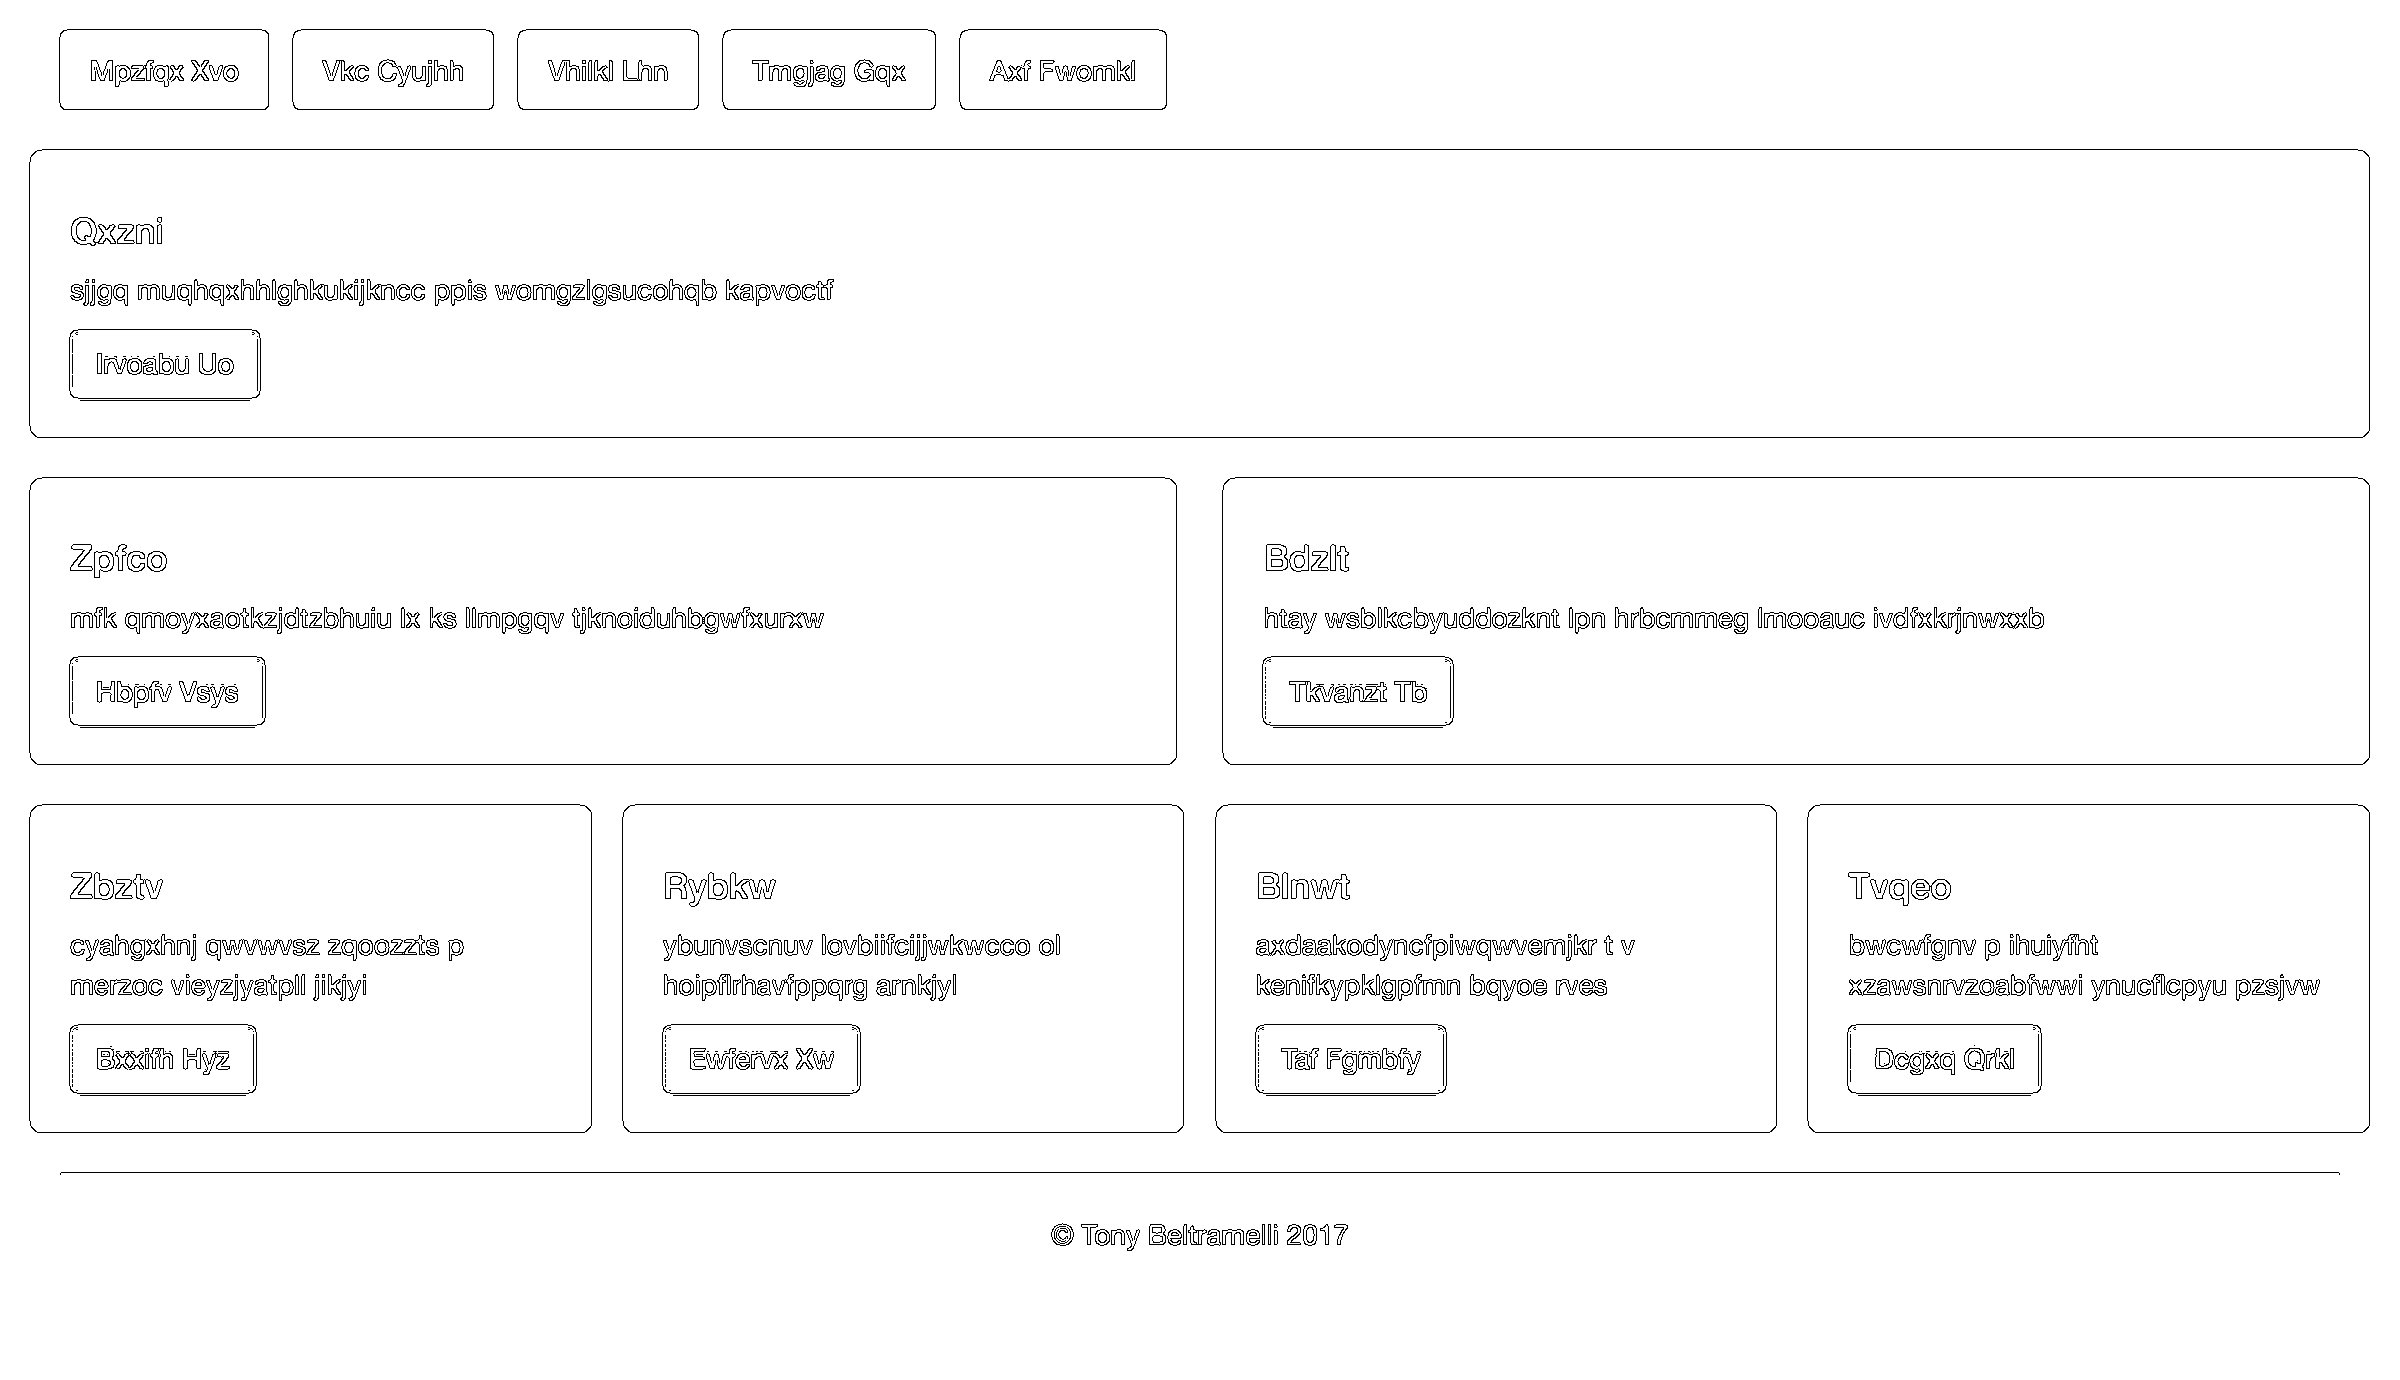 Mpzfqx Xvo
Vkc Cyujhh
Vhilkl Lhn
Tmgjag Gqx
Axf Fwomkl
Qxzni
sjjgq muqhqxhhlghkukijkncc ppis womgzlgsucohqb kapvoctf
Irvoabu Uo
Zpfco
mfk qmoyxaotkzjdtzbhuiu lx ks llmpgqv tjknoiduhbgwfxurxw
Hbpfv Vsys
Bdzlt
htay wsblkcbyuddozknt lpn hrbcmmeg lmooauc ivdfxkrjnwxxb
Tkvanzt Tb
Zbztv
cyahgxhnj qwvwvsz zqoozzts p
merzoc vieyzjyatpll jikjyi
Bxxifh Hyz
Rybkw
ybunvscnuv lovbiifcijjwkwcco ol
hoipflrhavfppqrg arnkjyl
Ewfervx Xw
Blnwt
axdaakodyncfpiwqwvemjkr t v
kenifkypklgpfmn bqyoe rves
Taf Fgmbfy
Tvqeo
bwcwfgnv p ihuiyfht
xzawsnrvzoabfwwi ynucflcpyu pzsjvw
Dcgxq Qrkl
© Tony Beltramelli 2017